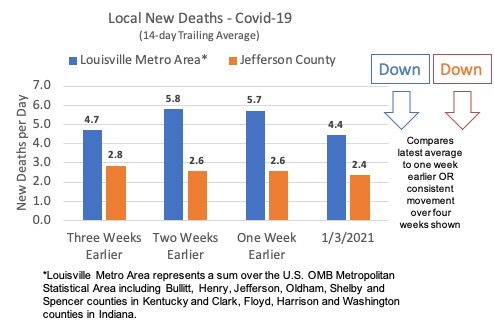 Local New Deaths - Covid-19
(14-day Trailing Average)
Louisville Metro Area* Jefferson County
Down Down
7.0
6.0
5.0
4.0
3.0
2.0
1.0
0.0
New Deaths per Day
4.7
2.8
5.8
2.6
5.7
2.6
4.4
2.4
Three Weeks Earlier
Two Weeks Earlier
One Week Earlier
1/3/2021
Compares
latest average
to one week
earlier OR
consistent
movement
over four
weeks shown
*Louisville Metro Area represents a sum over the U.S. OMB Metropolitan
Statistical Area including Bullitt, Henry, Jefferson, Oldham, Shelby and
Spencer counties in Kentucky and Clark, Floyd, Harrison and Washington
counties in Indiana.